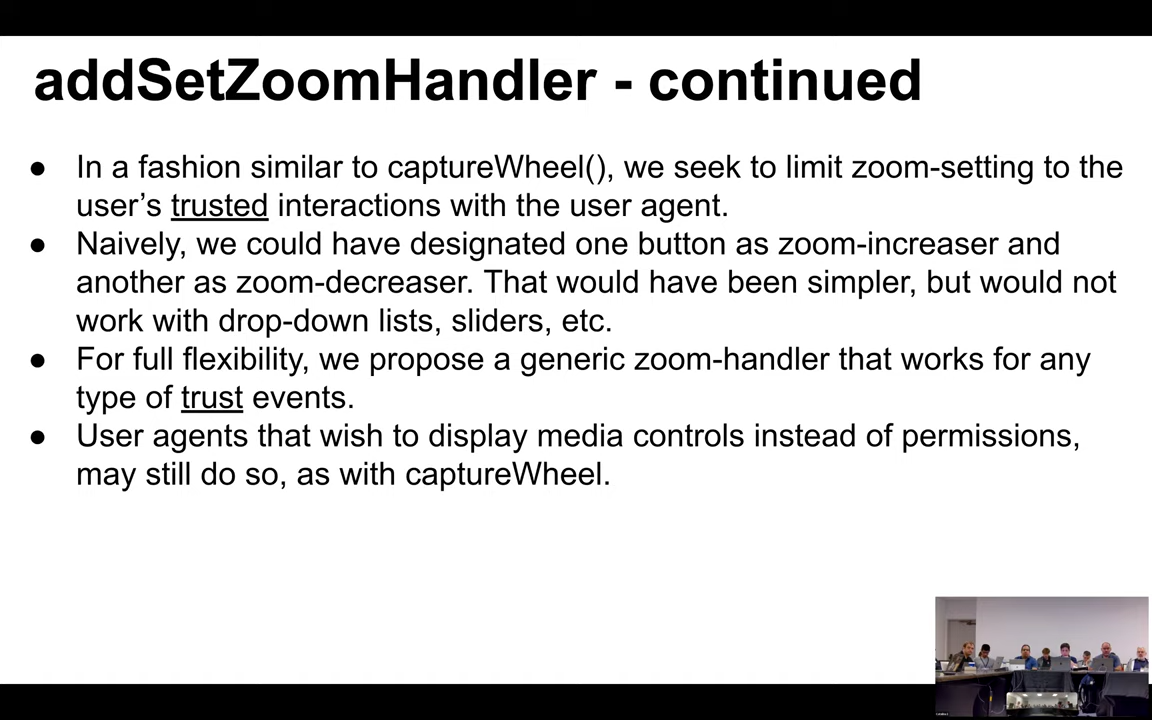 addSetZoomHandler - continued
● In a fashion similar to captureWheel(), we seek to limit zoom-setting to the
user’s trusted interactions with the user agent.
● Naively, we could have designated one button as zoom-increaser and
another as zoom-decreaser. That would have been simpler, but would not
work with drop-down lists, sliders, etc.
● For full flexibility, we propose a generic zoom-handler that works for any
type of trust events.
● User agents that wish to display media controls instead of permissions,
may still do so, as with captureWheel.